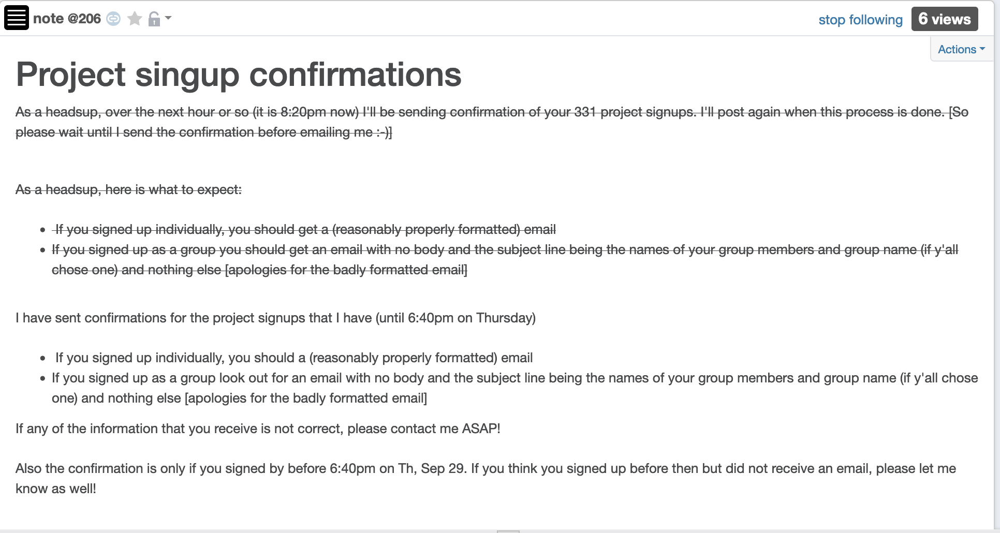 note @206
stop following
6 views
Actions
Project singup confirmations
As a headsup, over the next hour or so (it is 8:20pm now) I'll be sending confirmation of your 331 project signups. I'll post again when this process is done. [So
please wait until I send the confirmation before emailing me :-)]
As a headsup, here is what to expect:
If you signed up individually, you should get a (reasonably properly formatted) email
If you signed up as a group you should get an email with no body and the subject line being the names of your group members and group name (if y'all
chose one) and nothing else [apologies for the badly formatted email]
I have sent confirmations for the project signups that I have (until 6:40pm on Thursday)
If you signed up individually, you should a (reasonably properly formatted) email
If you signed up as a group look out for an email with no body and the subject line being the names of your group members and group name (if y'all chose
one) and nothing else [apologies for the badly formatted email]
If any of the information that you receive is not correct, please contact me ASAP!
Also the confirmation is only if you signed by before 6:40pm on Th, Sep 29. If you think you signed up before then but did not receive an email, please let me
know as well!